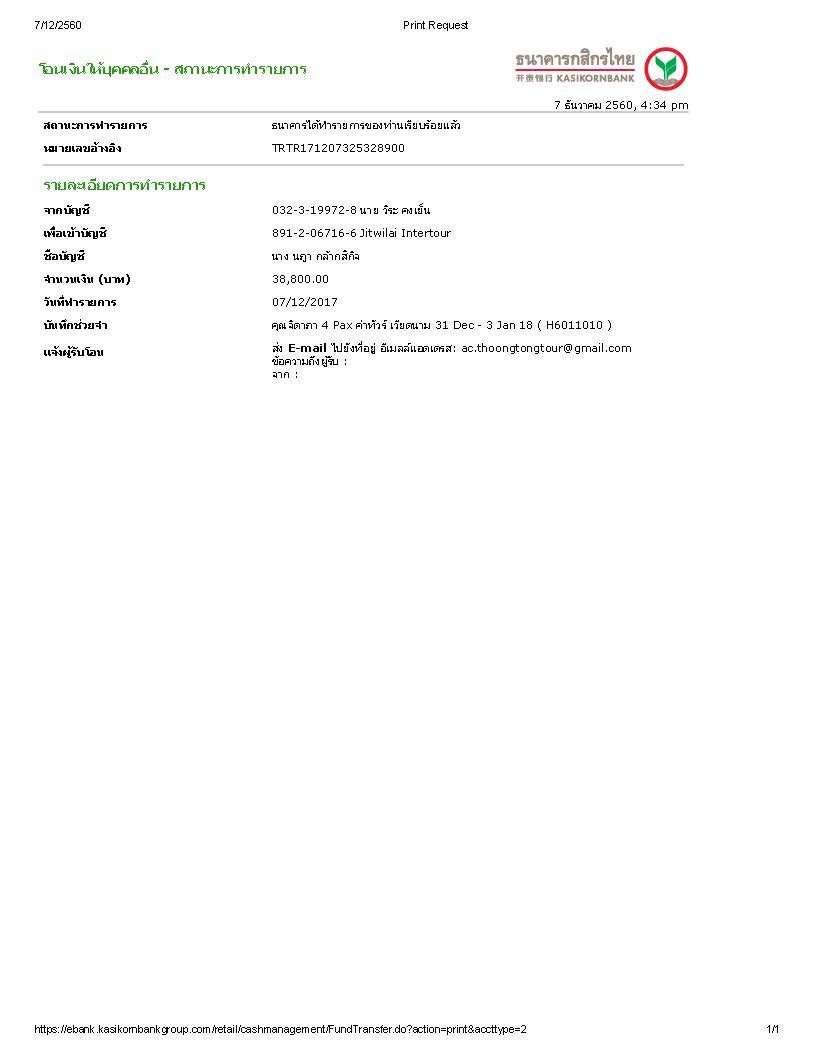 7/12/2560 Print Request
โอนเงินให้บุคคลอื่น - สถานะการทำรายการ
ธนาคารกสิกรไทย
开泰银行 KASIKORNBANK
7 ธันวาคม 2560, 4:34 pm
สถานะการทำรายการ ธนาคารได้ทำรายการของท่านเรียบร้อยแล้ว
หมายเลขอ้างอิง TRTR171207325328900
รายละเอียดการทำรายการ
จากบัญชี 032-3-19972-8 นาย วีระ คงเย็น
เพื่อเข้าบัญชี 891-2-06716-6 Jitwilai Intertour
ชื่อบัญชี นาง นฎา กล้ากสิกิจ
จำนวนเงิน (บาท) 38,800.00
วันที่ทำรายการ 07/12/2017
บันทึกช่วยจำ คุณจิดาภา 4 Pax ค่าทัวร์ เวียดนาม 31 Dec - 3 Jan 18 ( H6011010 )
แจ้งผู้รับโอน ส่ง E-mail ไปยังที่อยู่ อีเมลล์แอดเดรส: ac.thoongtongtour@gmail.com
ข้อความถึงผู้รับ :
จาก :
https://ebank.kasikornbankgroup.com/retail/cashmanagement/FundTransfer.do?action=print&accttype=2 1/1